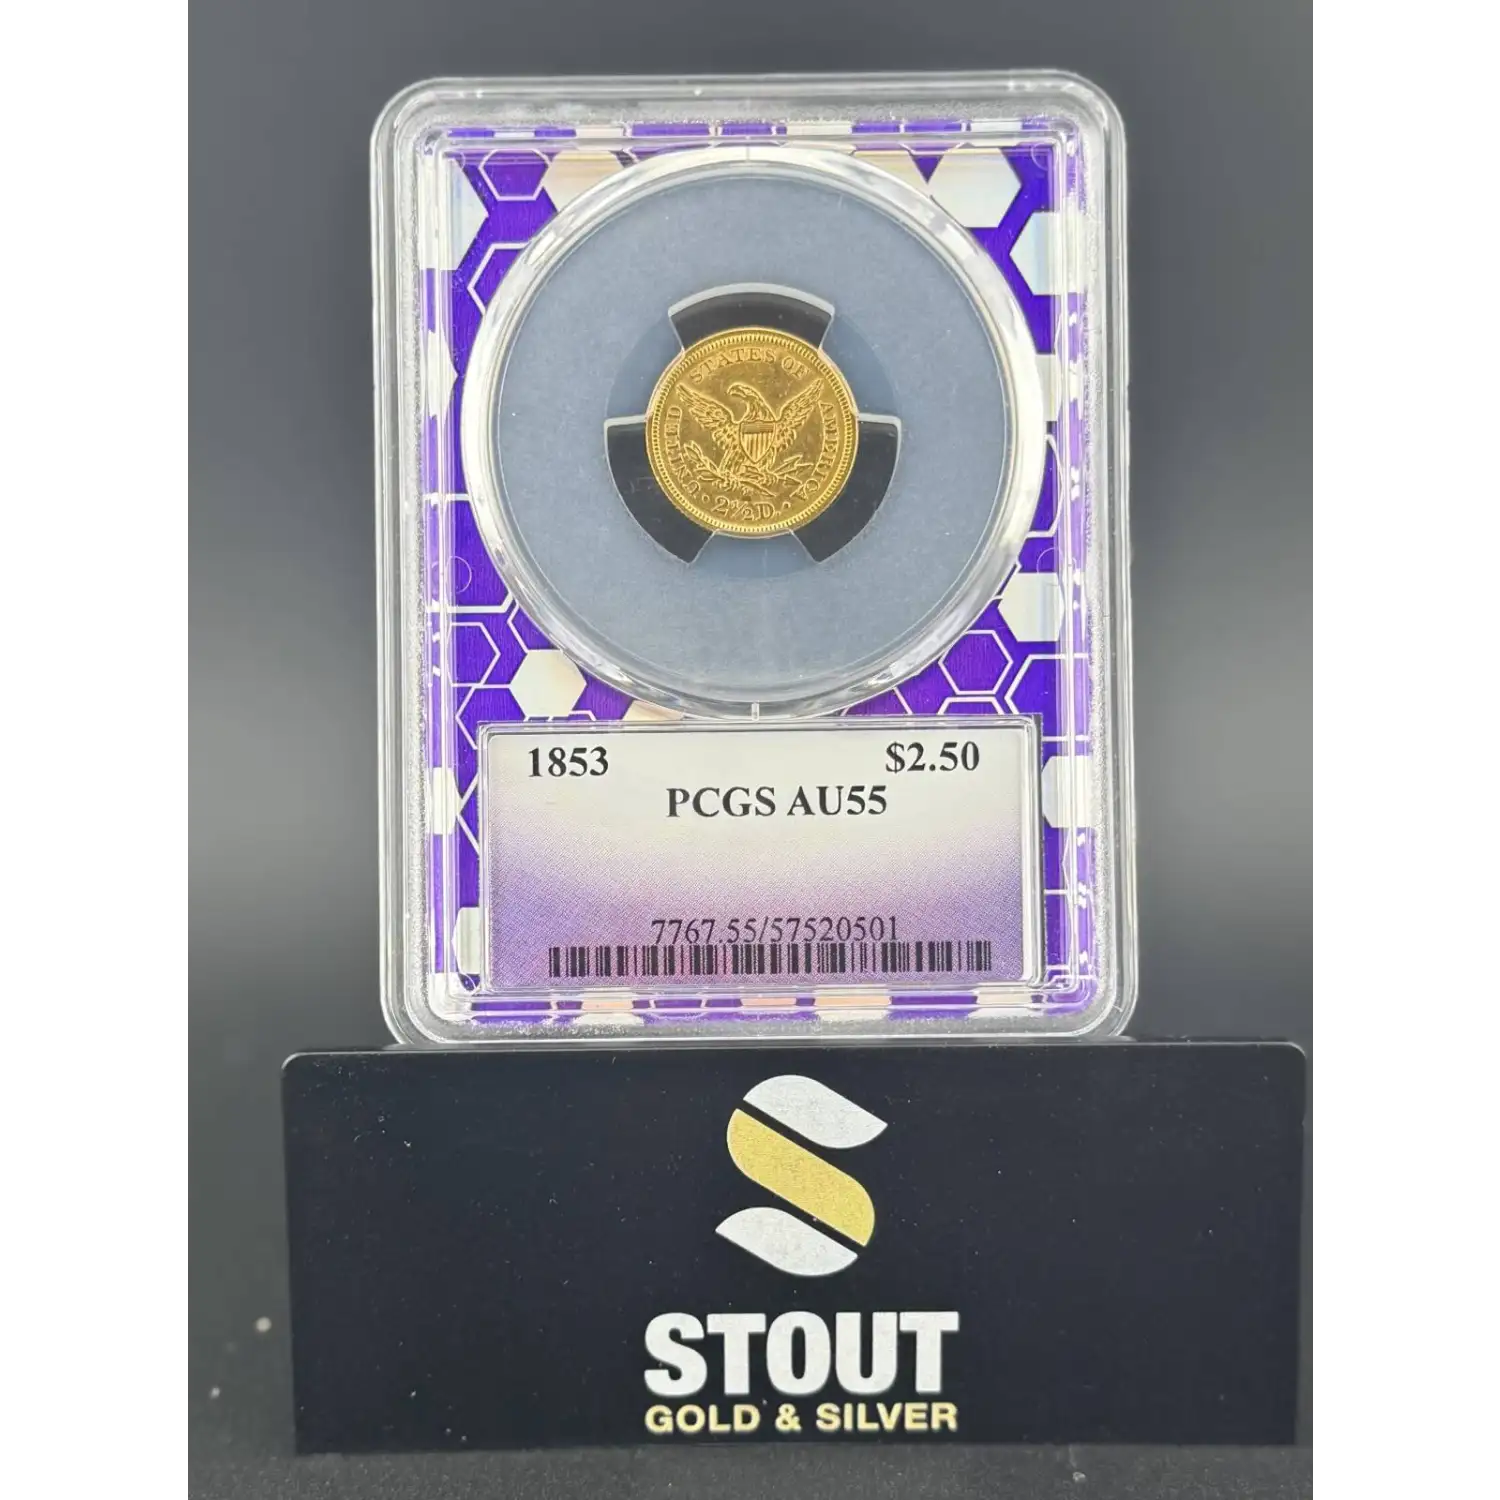 UNITED STATES OF AMERICA
2½ D.
1853 $2.50
PCGS AU55
7767.55/57520501
STOUT
GOLD & SILVER